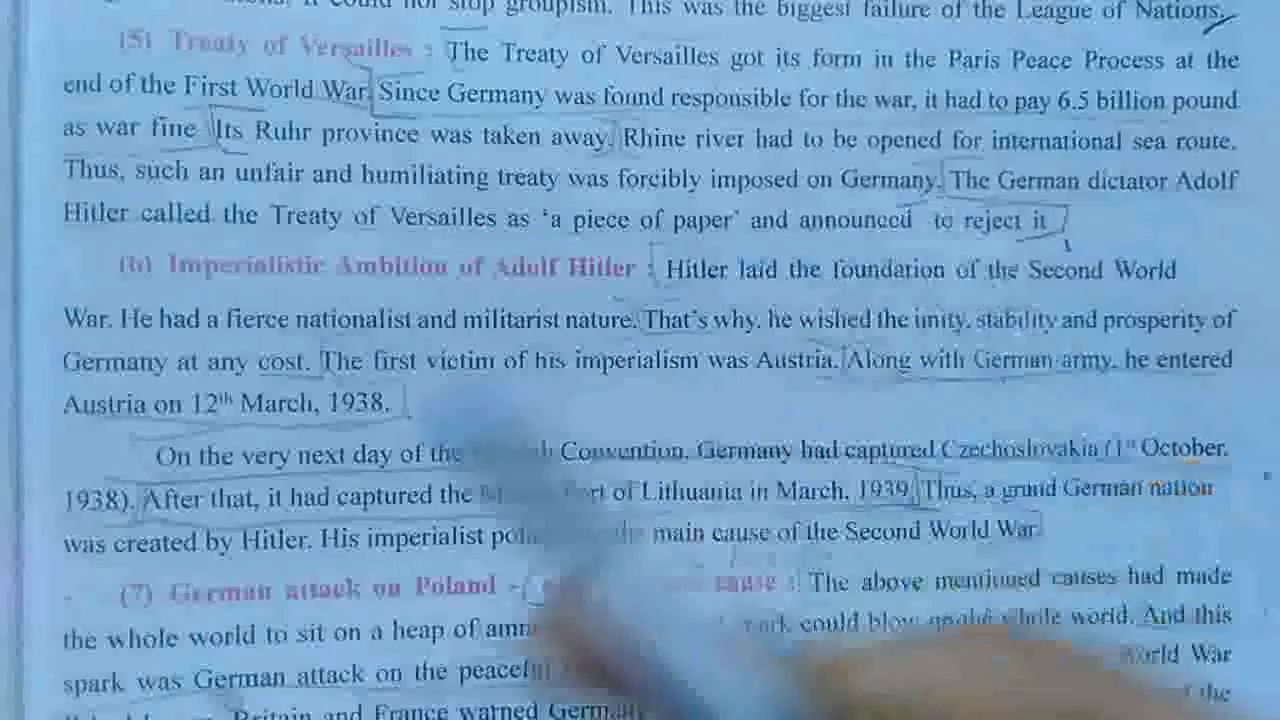 stop groupism. This was the biggest failure of the League of Nations.
(5) Treaty of Versailles : The Treaty of Versailles got its form in the Paris Peace Process at the
end of the First World War. Since Germany was found responsible for the war, it had to pay 6.5 billion pound
as war fine Its Ruhr province was taken away. Rhine river had to be opened for international sea route.
Thus, such an unfair and humiliating treaty was forcibly imposed on Germany. The German dictator Adolf
Hitler called the Treaty of Versailles as 'a piece of paper' and announced to reject it
(6) Imperialistic Ambition of Adolf Hitler : Hitler laid the foundation of the Second World
War. He had a fierce nationalist and militarist nature. That's why, he wished the unity, stability and prosperity of
Germany at any cost. The first victim of his imperialism was Austria. Along with German army, he entered
Austria on 12th March, 1938.
On the very next day of the Convention, Germany had captured Czechoslovakia (1st October,
1938). After that, it had captured the of Lithuania in March, 1939. Thus, a grand German nation
was created by Hitler. His imperialist main cause of the Second World War.
(7) German attack on Poland - cause : The above mentioned causes had made
the whole world to sit on a heap of could blow whole world. And this
spark was German attack on the World War
Britain and France warned the